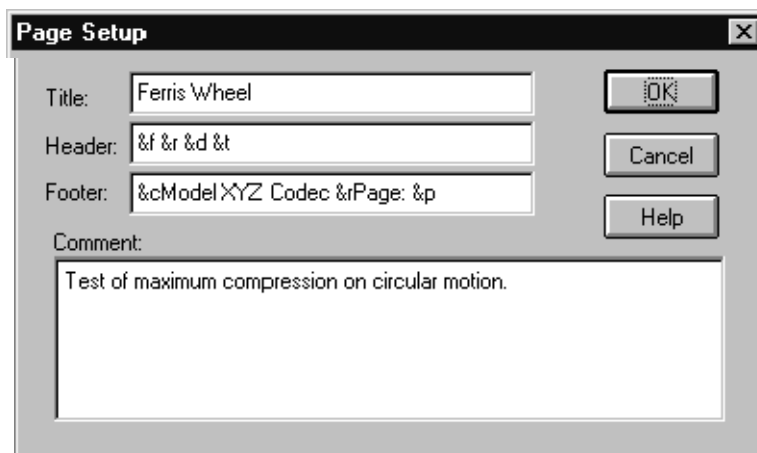 Page Setup
Title: Ferris Wheel
OK
Header: &f &r &d &t
Cancel
Footer: &cModel XYZ Codec &rPage: &p
Help
Comment:
Test of maximum compression on circular motion.